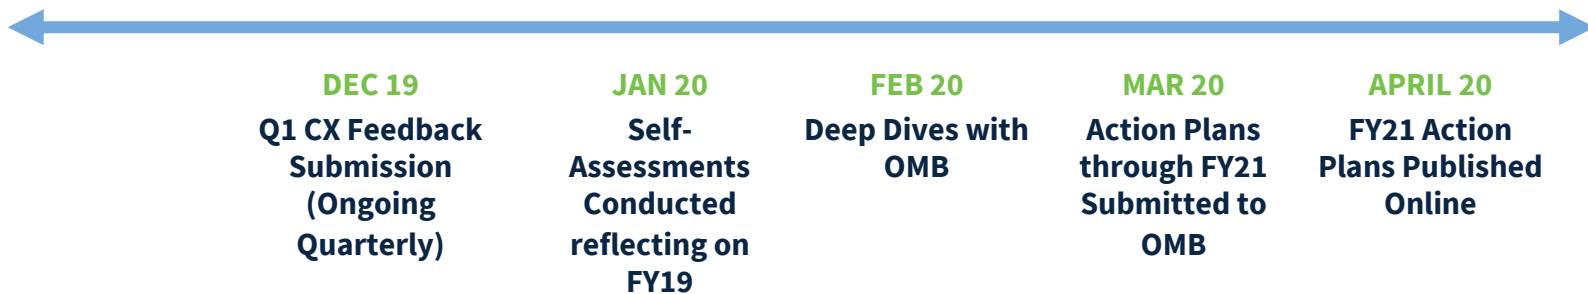 DEC 19
Q1 CX Feedback
Submission
(Ongoing
Quarterly)
JAN 20
Self-
Assessments
Conducted
reflecting on
FY19
FEB 20
Deep Dives with
OMB
MAR 20
Action Plans
through FY21
Submitted to
OMB
APRIL 20
FY21 Action
Plans Published
Online